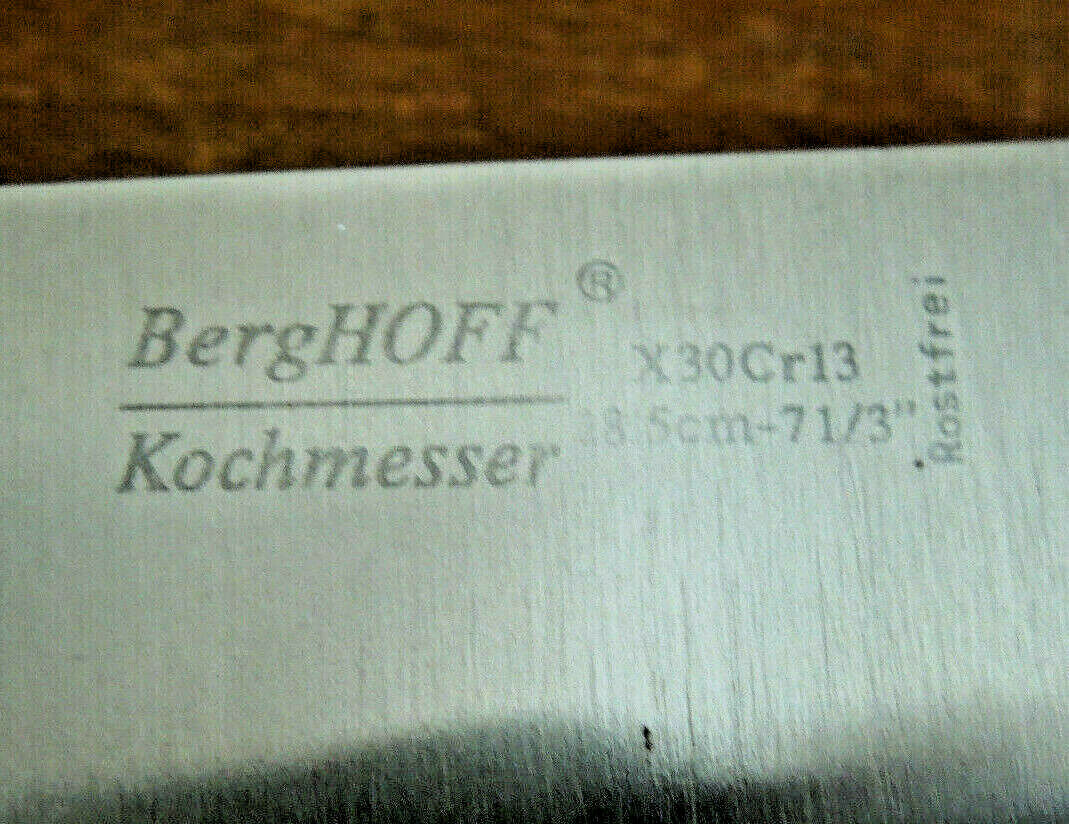 BergHOFF ®
Kochmesser
X30Cr13
18.5cm-71/3"
Rostfrei